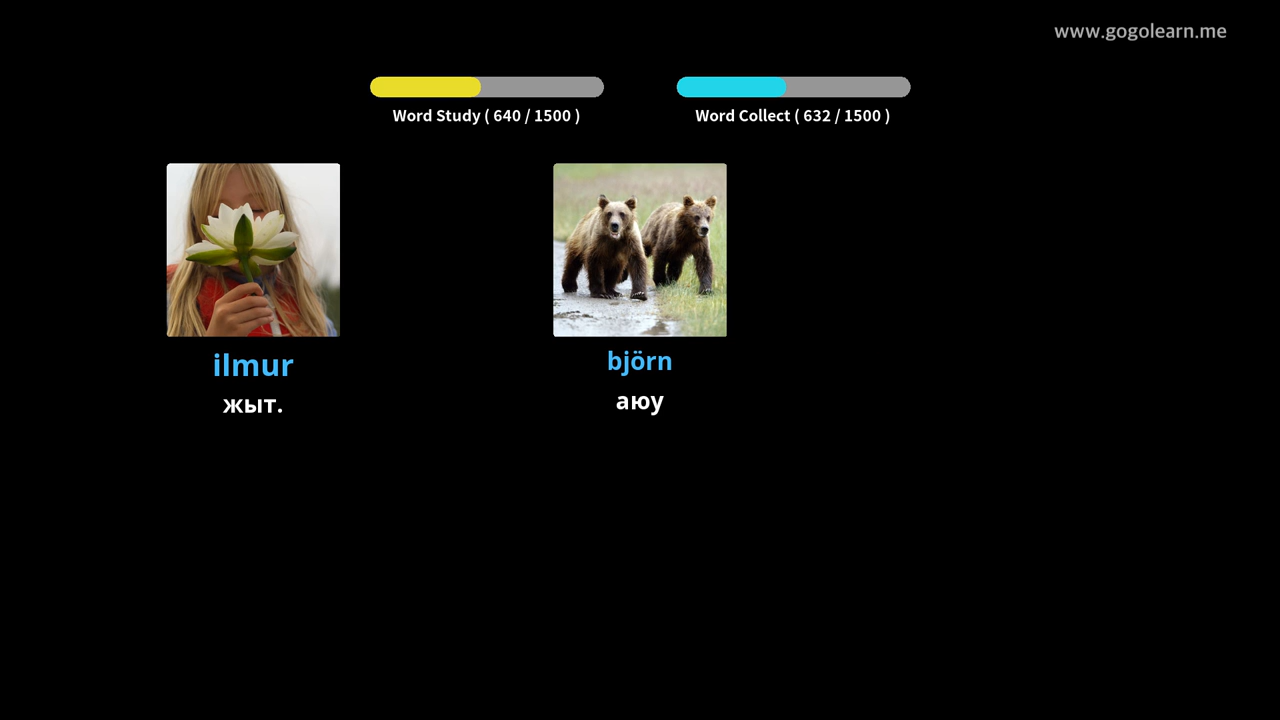 www.gogolearn.me
Word Study ( 640 / 1500 )
Word Collect ( 632 / 1500 )
ilmur
жыт.
björn
аюу